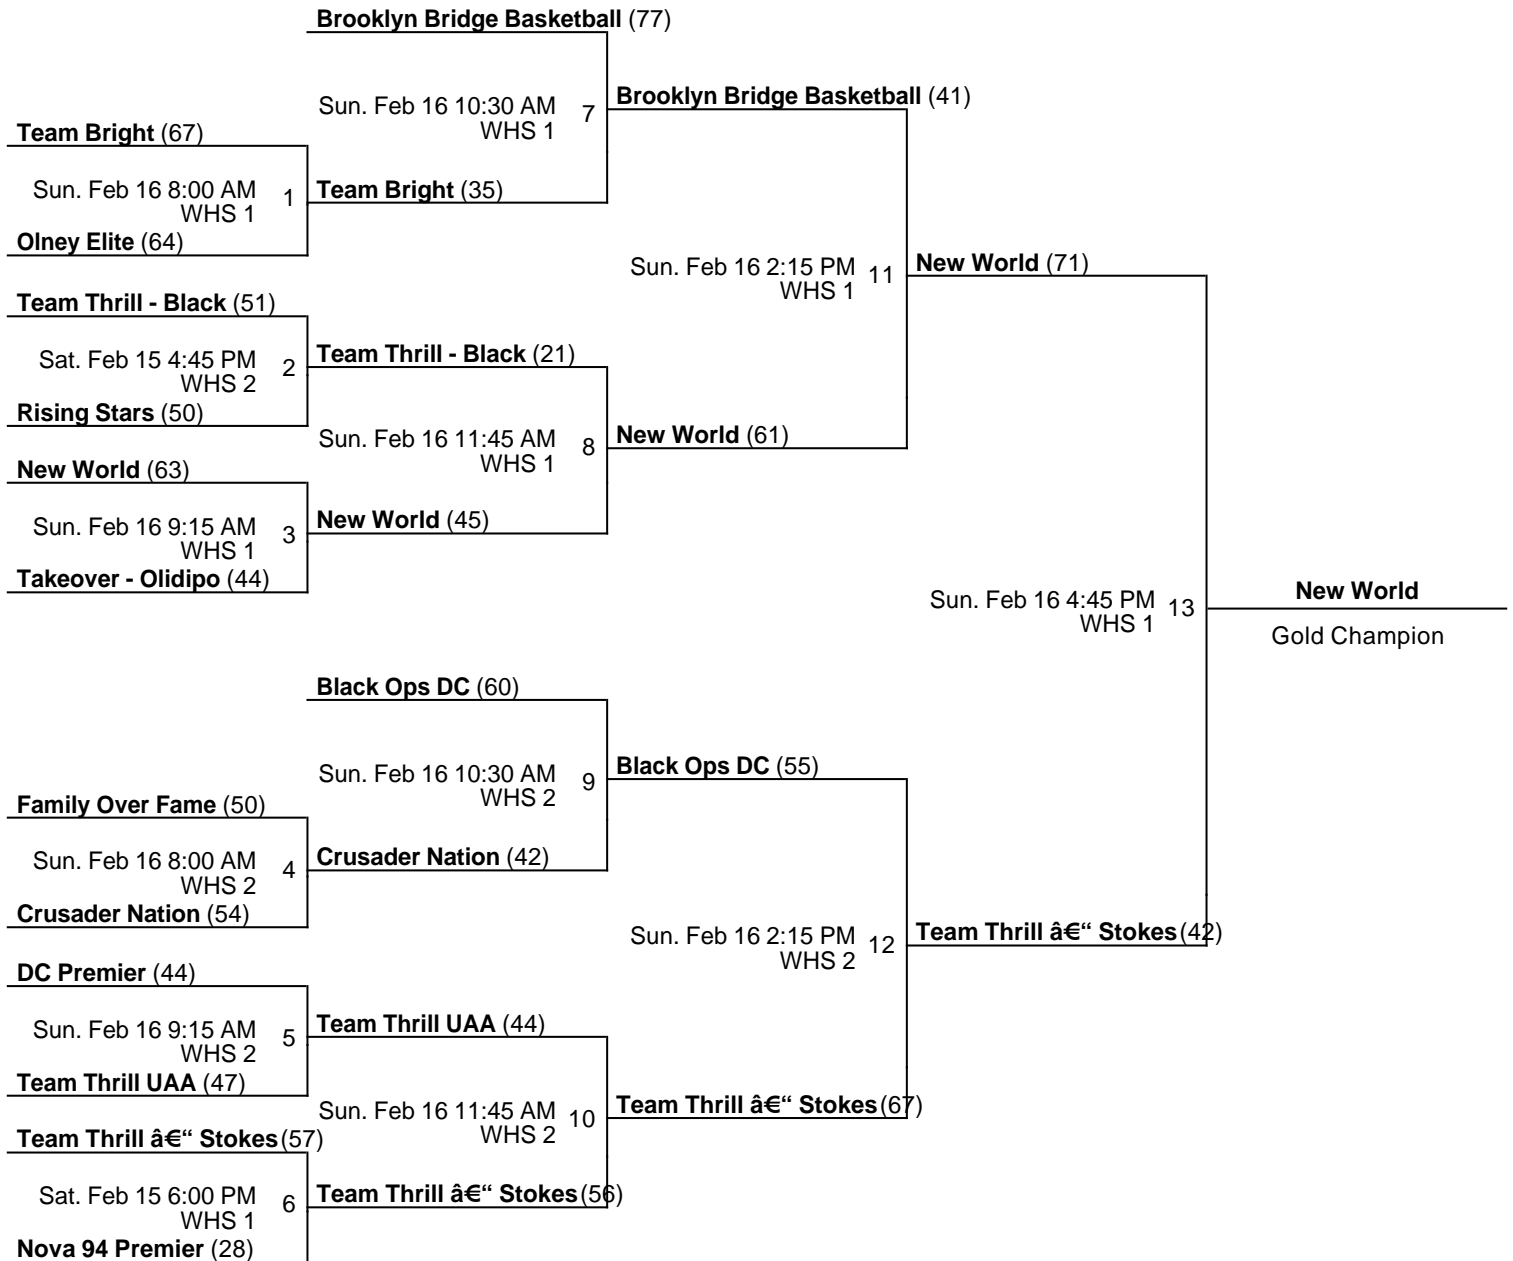 Brooklyn Bridge Basketball (77)
Sun. Feb 16 10:30 AM
WHS 1
7
Brooklyn Bridge Basketball (41)
Team Bright (67)
Sun. Feb 16 8:00 AM
WHS 1
1
Team Bright (35)
Olney Elite (64)
Sun. Feb 16 2:15 PM
WHS 1
11
New World (71)
Team Thrill - Black (51)
Sat. Feb 15 4:45 PM
WHS 2
2
Team Thrill - Black (21)
Rising Stars (50)
Sun. Feb 16 11:45 AM
WHS 1
8
New World (61)
New World (63)
Sun. Feb 16 9:15 AM
WHS 1
3
New World (45)
Takeover - Olidipo (44)
Sun. Feb 16 4:45 PM
WHS 1
13
New World
Gold Champion
Black Ops DC (60)
Sun. Feb 16 10:30 AM
WHS 2
9
Black Ops DC (55)
Family Over Fame (50)
Sun. Feb 16 8:00 AM
WHS 2
4
Crusader Nation (42)
Crusader Nation (54)
Sun. Feb 16 2:15 PM
WHS 2
12
Team Thrill â€“ Stokes (42)
DC Premier (44)
Sun. Feb 16 9:15 AM
WHS 2
5
Team Thrill UAA (44)
Team Thrill UAA (47)
Sun. Feb 16 11:45 AM
WHS 2
10
Team Thrill â€“ Stokes (67)
Team Thrill â€“ Stokes (57)
Sat. Feb 15 6:00 PM
WHS 1
6
Team Thrill â€“ Stokes (56)
Nova 94 Premier (28)